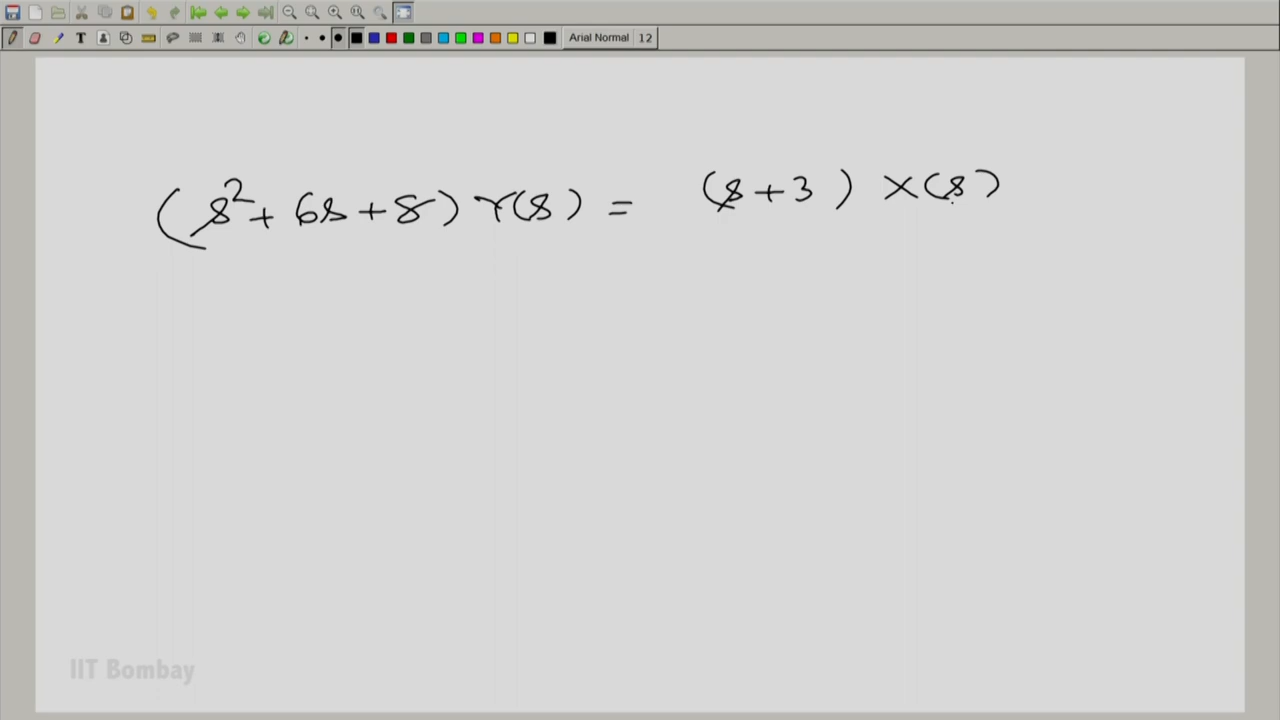 Arial Normal 12
(s² + 6s + 8) Y(s) = (s + 3) X(s)
IIT Bombay